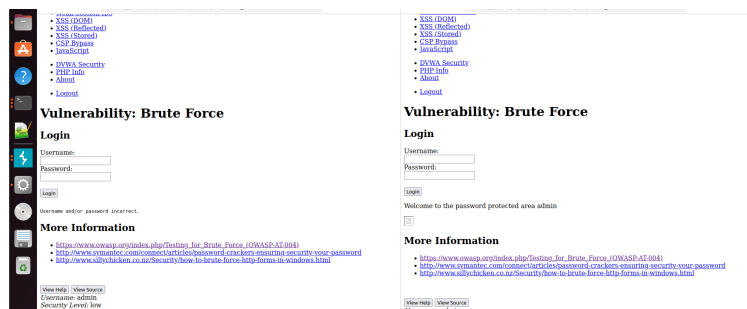 XSS (DOM)
XSS (Reflected)
XSS (Stored)
CSP Bypass
JavaScript
DVWA Security
PHP Info
About
Logout
Vulnerability: Brute Force
Login
Username:
Password:
Login
Username and/or password incorrect.
More Information
https://www.owasp.org/index.php/Testing_for_Brute_Force_(OWASP-AT-004)
http://www.symantec.com/connect/articles/password-crackers-ensuring-security-your-password
http://www.sillychicken.co.nz/Security/how-to-brute-force-http-forms-in-windows.html
View Help View Source
Username: admin
Security Level: low
XSS (DOM)
XSS (Reflected)
XSS (Stored)
CSP Bypass
JavaScript
DVWA Security
PHP Info
About
Logout
Vulnerability: Brute Force
Login
Username:
Password:
Login
Welcome to the password protected area admin
More Information
https://www.owasp.org/index.php/Testing_for_Brute_Force_(OWASP-AT-004)
http://www.symantec.com/connect/articles/password-crackers-ensuring-security-your-password
http://www.sillychicken.co.nz/Security/how-to-brute-force-http-forms-in-windows.html
View Help View Source